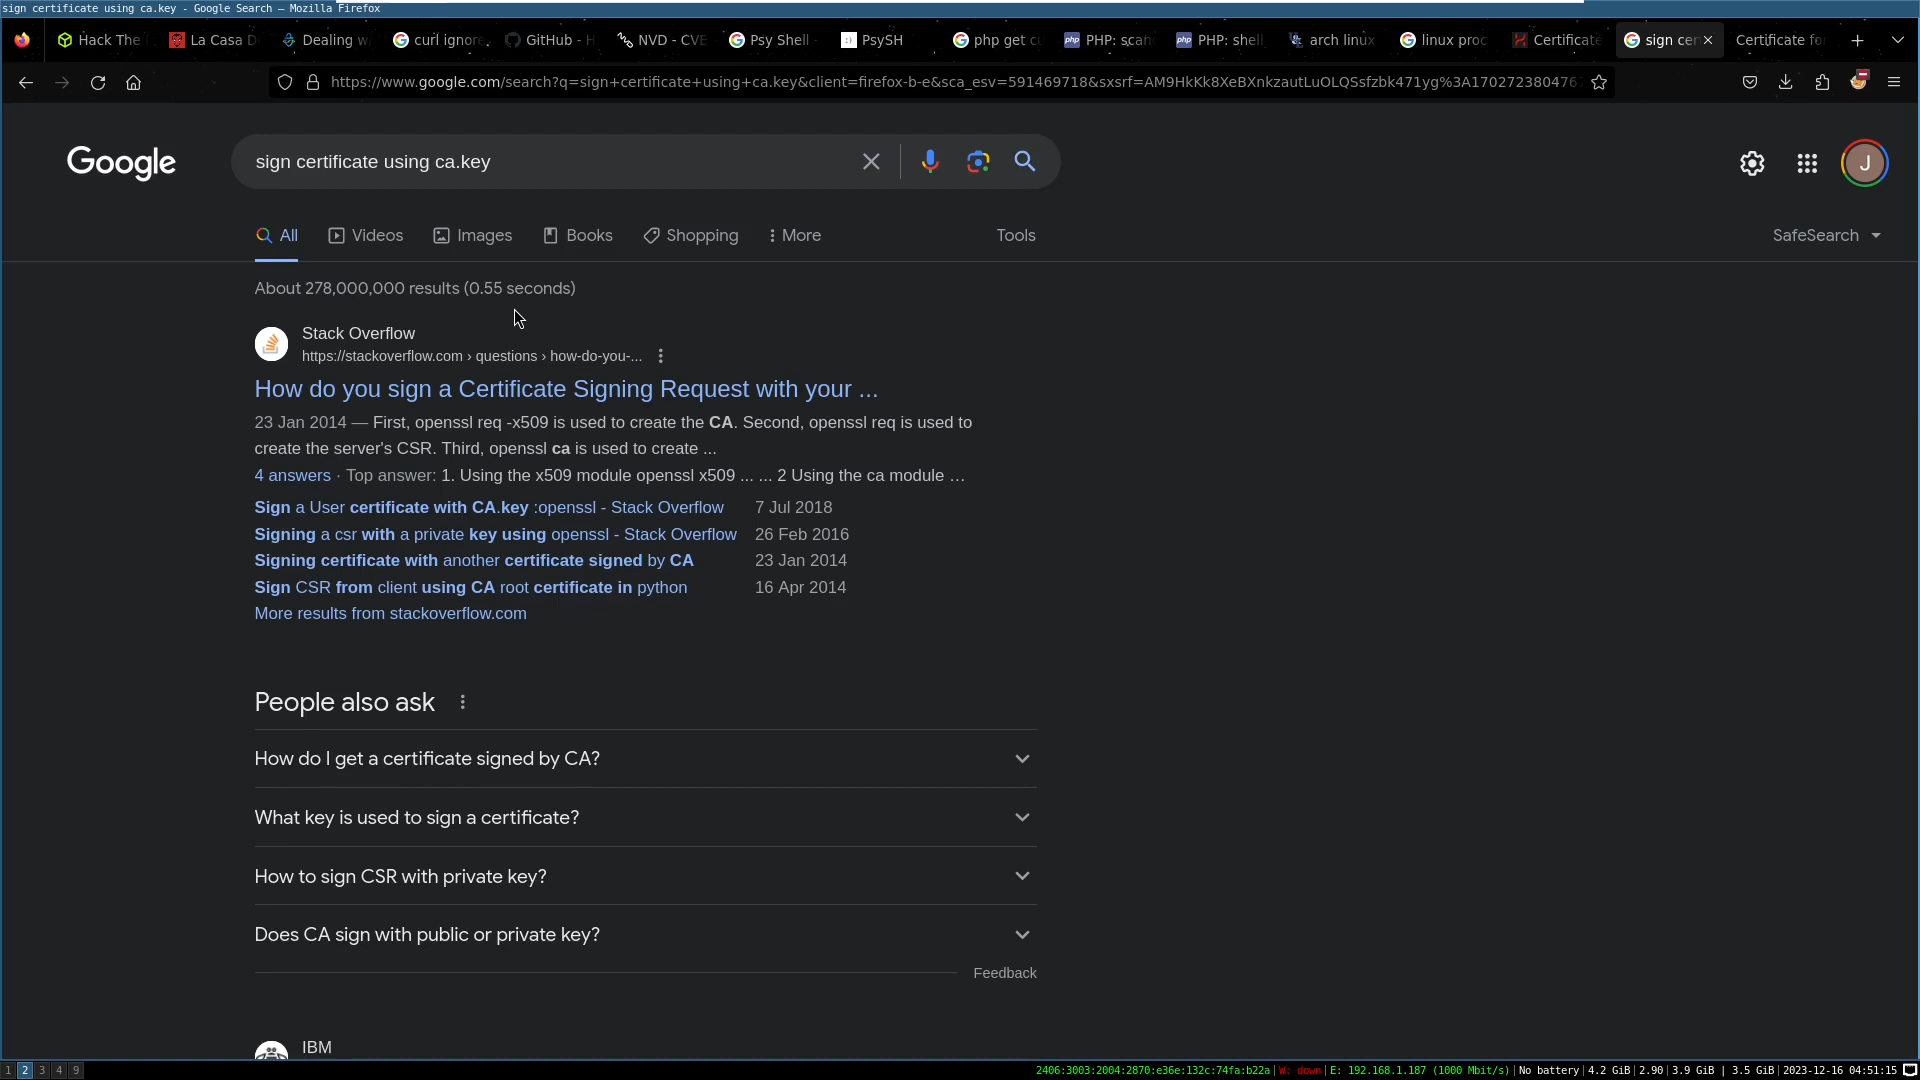 sign certificate using ca.key - Google Search — Mozilla Firefox
Hack The
La Casa D
Dealing w
curl ignore
GitHub - H
NVD - CVE
Psy Shell -
PsySH
php get cu
PHP: scan
PHP: shell
arch linux
linux proc
Certificate
sign cer
Certificate fo
https://www.google.com/search?q=sign+certificate+using+ca.key&client=firefox-b-e&sca_esv=591469718&sxsrf=AM9HkKk8XeBXnkzautLuOLQSsfzbk471yg%3A1702723804767
Google
sign certificate using ca.key
J
All
Videos
Images
Books
Shopping
More
Tools
SafeSearch
About 278,000,000 results (0.55 seconds)
Stack Overflow
https://stackoverflow.com › questions › how-do-you-...
How do you sign a Certificate Signing Request with your ...
23 Jan 2014 — First, openssl req -x509 is used to create the CA. Second, openssl req is used to
create the server's CSR. Third, openssl ca is used to create ...
4 answers · Top answer: 1. Using the x509 module openssl x509 ... ... 2 Using the ca module ...
Sign a User certificate with CA.key :openssl - Stack Overflow 7 Jul 2018
Signing a csr with a private key using openssl - Stack Overflow 26 Feb 2016
Signing certificate with another certificate signed by CA 23 Jan 2014
Sign CSR from client using CA root certificate in python 16 Apr 2014
More results from stackoverflow.com
People also ask
How do I get a certificate signed by CA?
What key is used to sign a certificate?
How to sign CSR with private key?
Does CA sign with public or private key?
Feedback
IBM
1 2 3 4 9
2406:3003:2004:2870:e36e:132c:74fa:b22a|W: down|E: 192.168.1.187 (1000 Mbit/s)|No battery|4.2 GiB|2.90|3.9 GiB | 3.5 GiB|2023-12-16 04:51:15